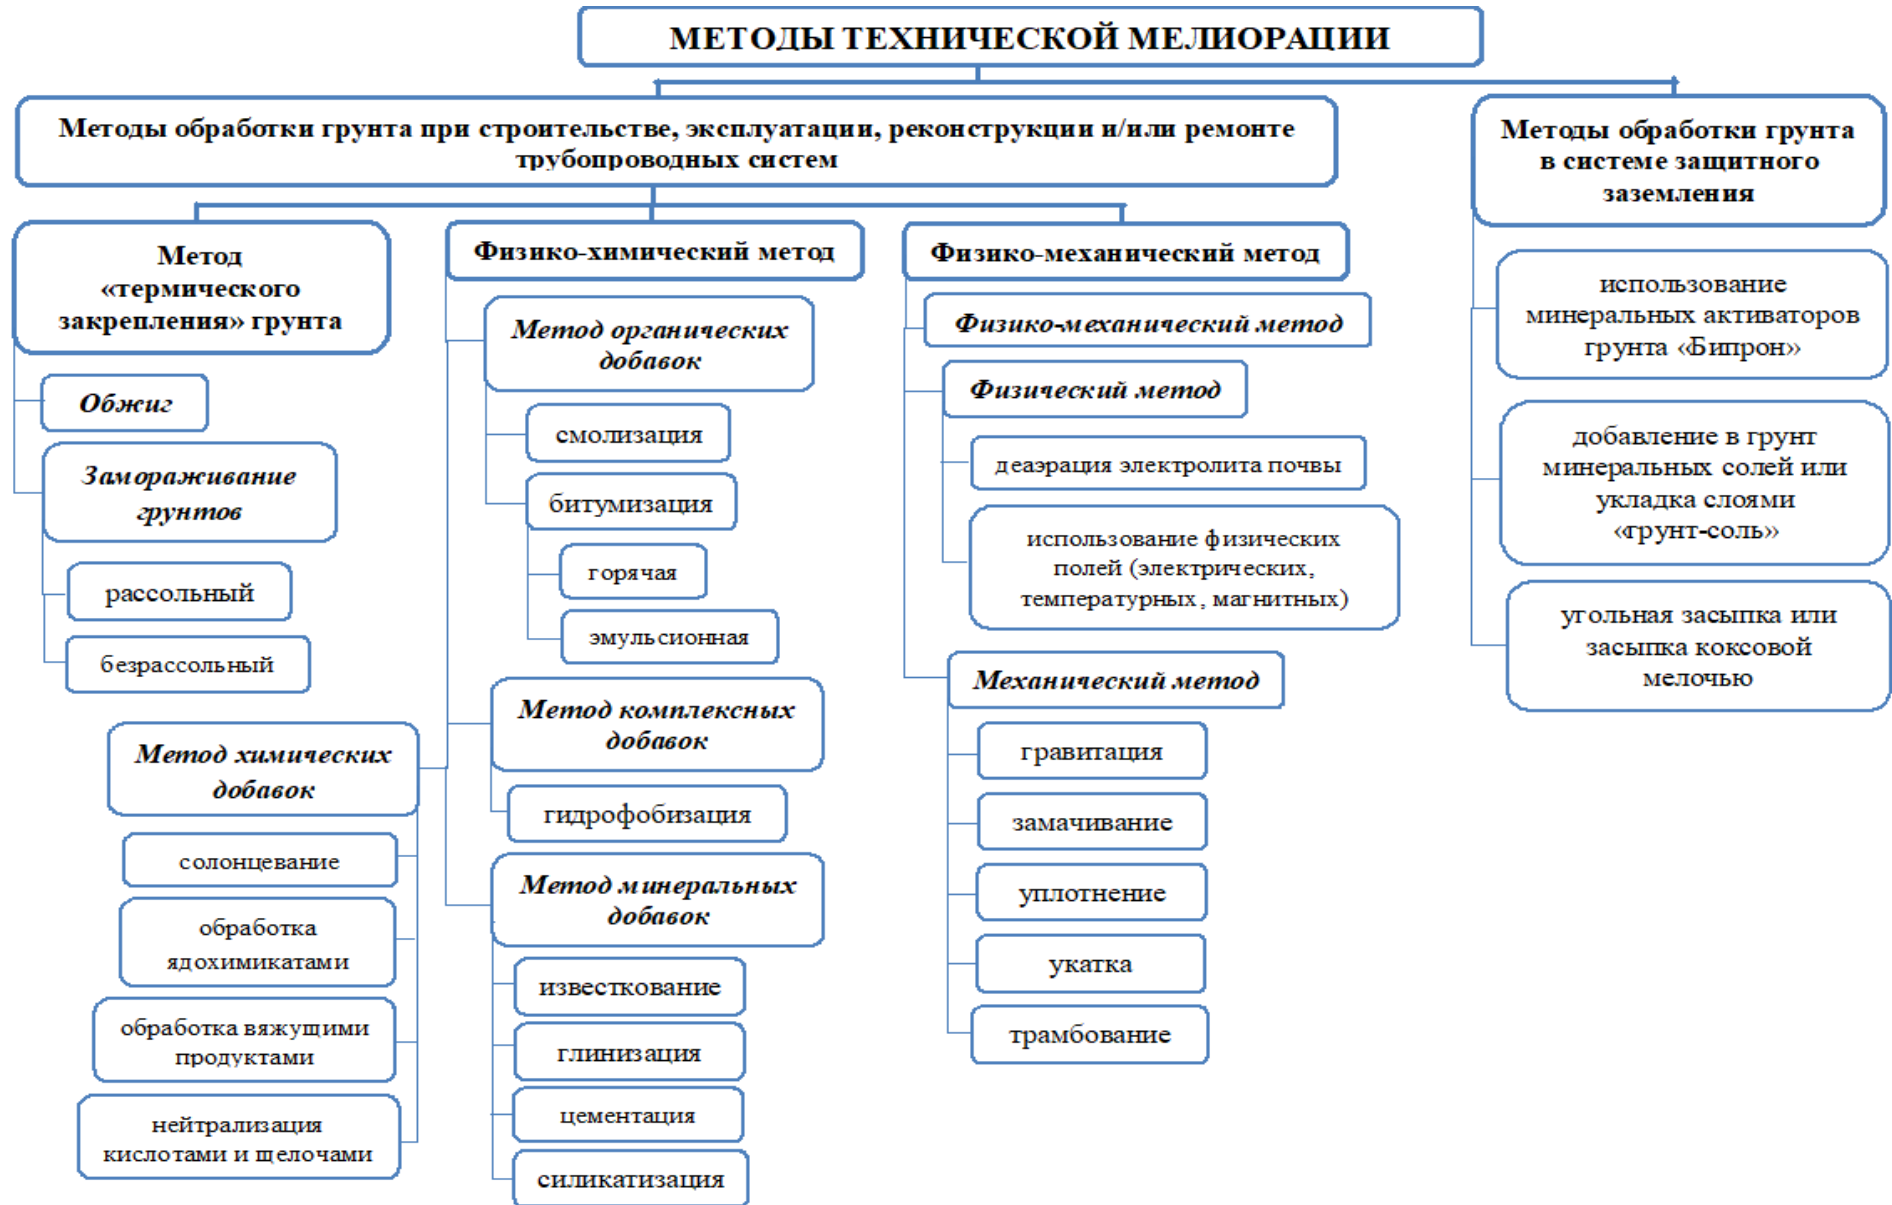 МЕТОДЫ ТЕХНИЧЕСКОЙ МЕЛИОРАЦИИ
Методы обработки грунта при строительстве, эксплуатации, реконструкции и/или ремонте
трубопроводных систем
Метод
«термического
закрепления» грунта
Обжиг
Замораживание
грунтов
рассольный
безрассольный
Физико-химический метод
Метод органических
добавок
смолизация
битумизация
горячая
эмульсионная
Метод комплексных
добавок
гидрофобизация
Метод минеральных
добавок
известкование
глинизация
цементация
силикатизация
Метод химических
добавок
солонцевание
обработка
ядохимикатами
обработка вяжущими
продуктами
нейтрализация
кислотами и щелочами
Физико-механический метод
Физико-механический метод
Физический метод
деаэрация электролита почвы
использование физических
полей (электрических,
температурных, магнитных)
Механический метод
гравитация
замачивание
уплотнение
укатка
трамбование
Методы обработки грунта
в системе защитного
заземления
использование
минеральных активаторов
грунта «Бипрон»
добавление в грунт
минеральных солей или
укладка слоями
«грунт-соль»
угольная засыпка или
засыпка коксовой
мелочью